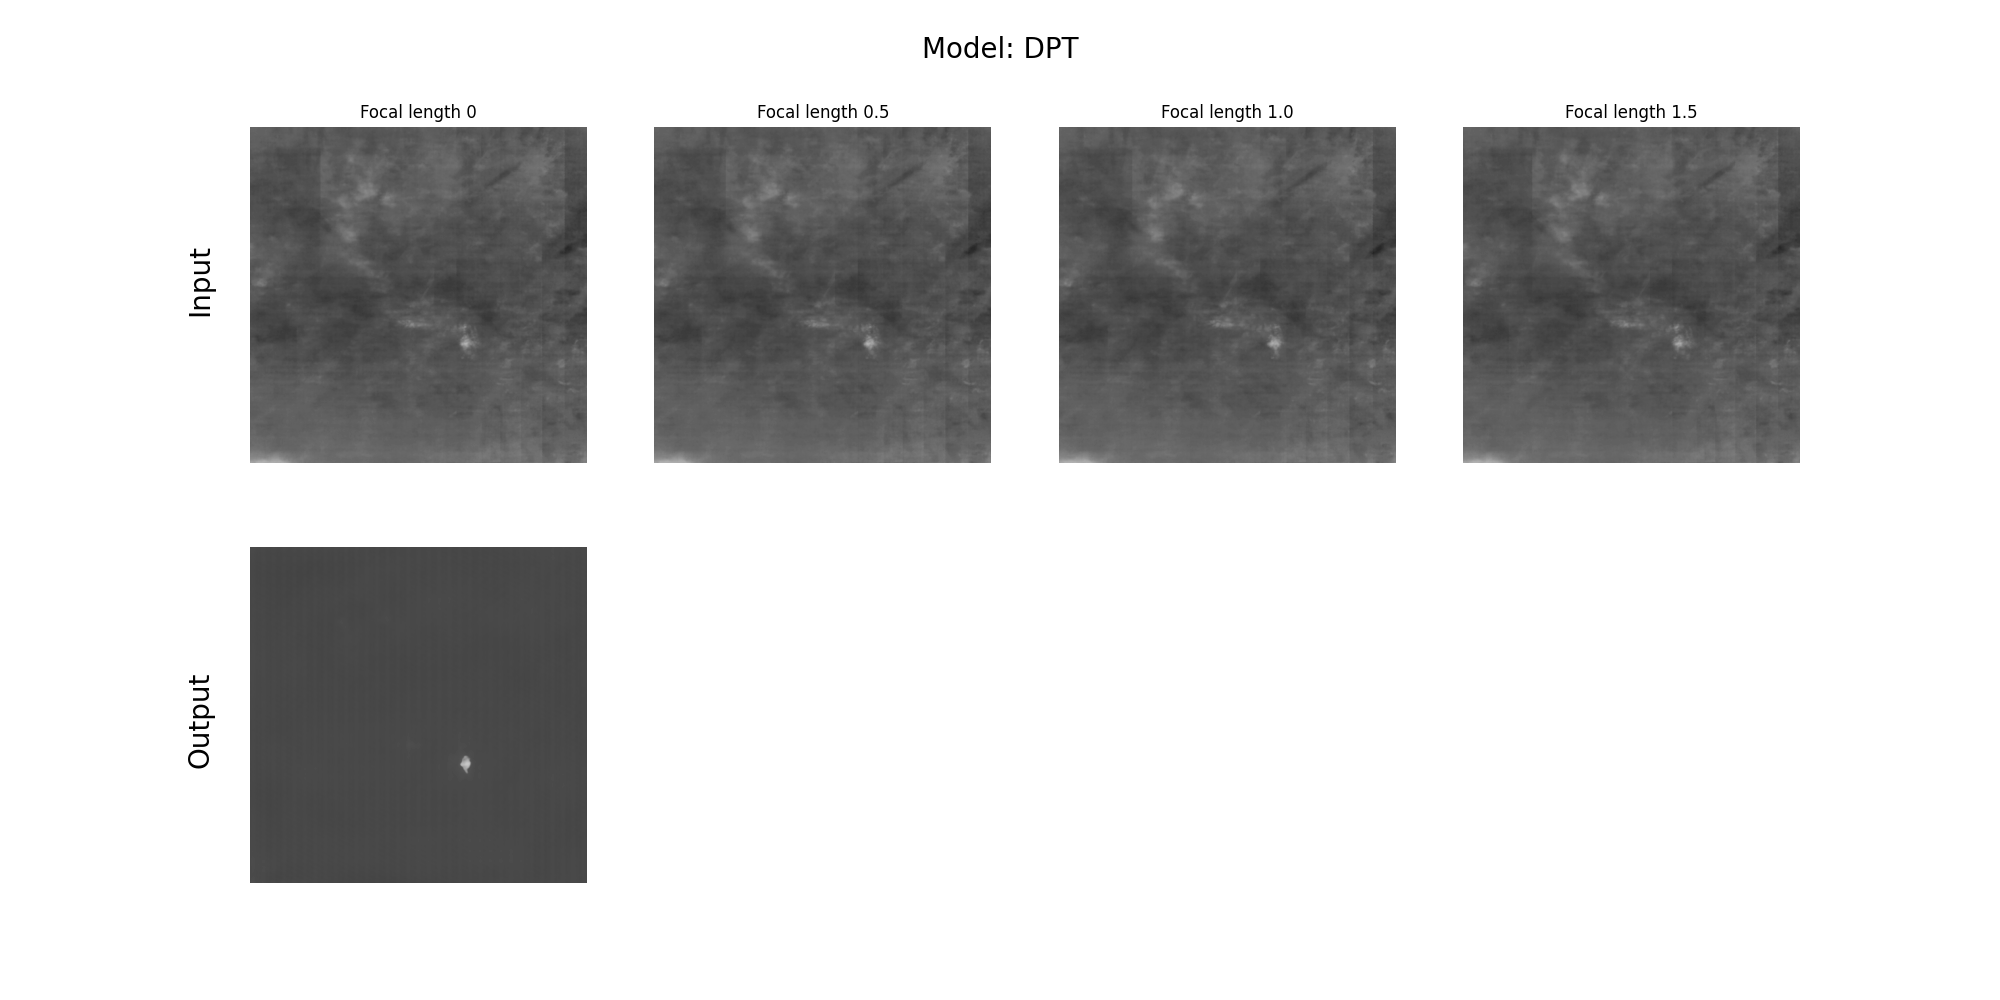 Model: DPT
Focal length 0
Focal length 0.5
Focal length 1.0
Focal length 1.5
Input
Output